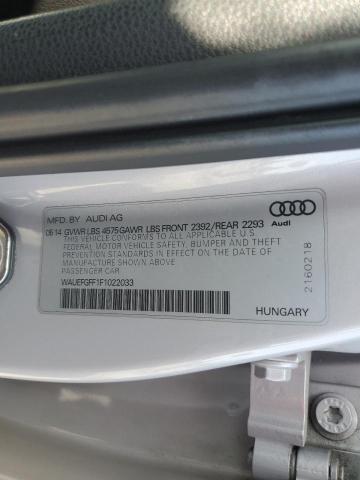 MFD. BY AUDI AG
06 14 GVWR LBS 4575 GAWR LBS FRONT 2392/REAR 2293
THIS VEHICLE CONFORMS TO ALL APPLICABLE U.S.
FEDERAL MOTOR VEHICLE SAFETY, BUMPER AND THEFT
PREVENTION STANDARDS IN EFFECT ON THE DATE OF
MANUFACTURE SHOWN ABOVE.
PASSENGER CAR
WAUEFGFF1F1022033
Audi
2160218
HUNGARY